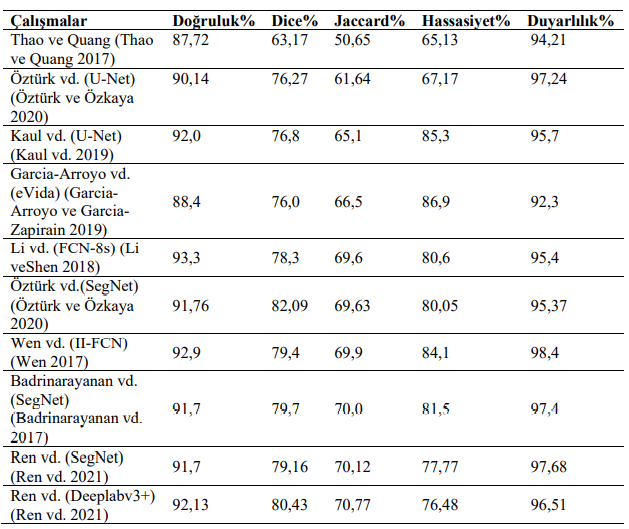 Çalışmalar Doğruluk% Dice% Jaccard% Hassasiyet% Duyarlılık%
Thao ve Quang (Thao 87,72 63,17 50,65 65,13 94,21
ve Quang 2017)
Öztürk vd. (U-Net) 90,14 76,27 61,64 67,17 97,24
(Öztürk ve Özkaya
2020)
Kaul vd. (U-Net) 92,0 76,8 65,1 85,3 95,7
(Kaul vd. 2019)
Garcia-Arroyo vd.
(eVida) (Garcia-
Arroyo ve Garcia- 88,4 76,0 66,5 86,9 92,3
Zapirain 2019)
Li vd. (FCN-8s) (Li 93,3 78,3 69,6 80,6 95,4
veShen 2018)
Öztürk vd.(SegNet)
(Öztürk ve Özkaya 91,76 82,09 69,63 80,05 95,37
2020)
Wen vd. (II-FCN) 92,9 79,4 69,9 84,1 98,4
(Wen 2017)
Badrinarayanan vd.
(SegNet) 91,7 79,7 70,0 81,5 97,4
(Badrinarayanan vd.
2017)
Ren vd. (SegNet) 91,7 79,16 70,12 77,77 97,68
(Ren vd. 2021)
Ren vd. (Deeplabv3+) 92,13 80,43 70,77 76,48 96,51
(Ren vd. 2021)